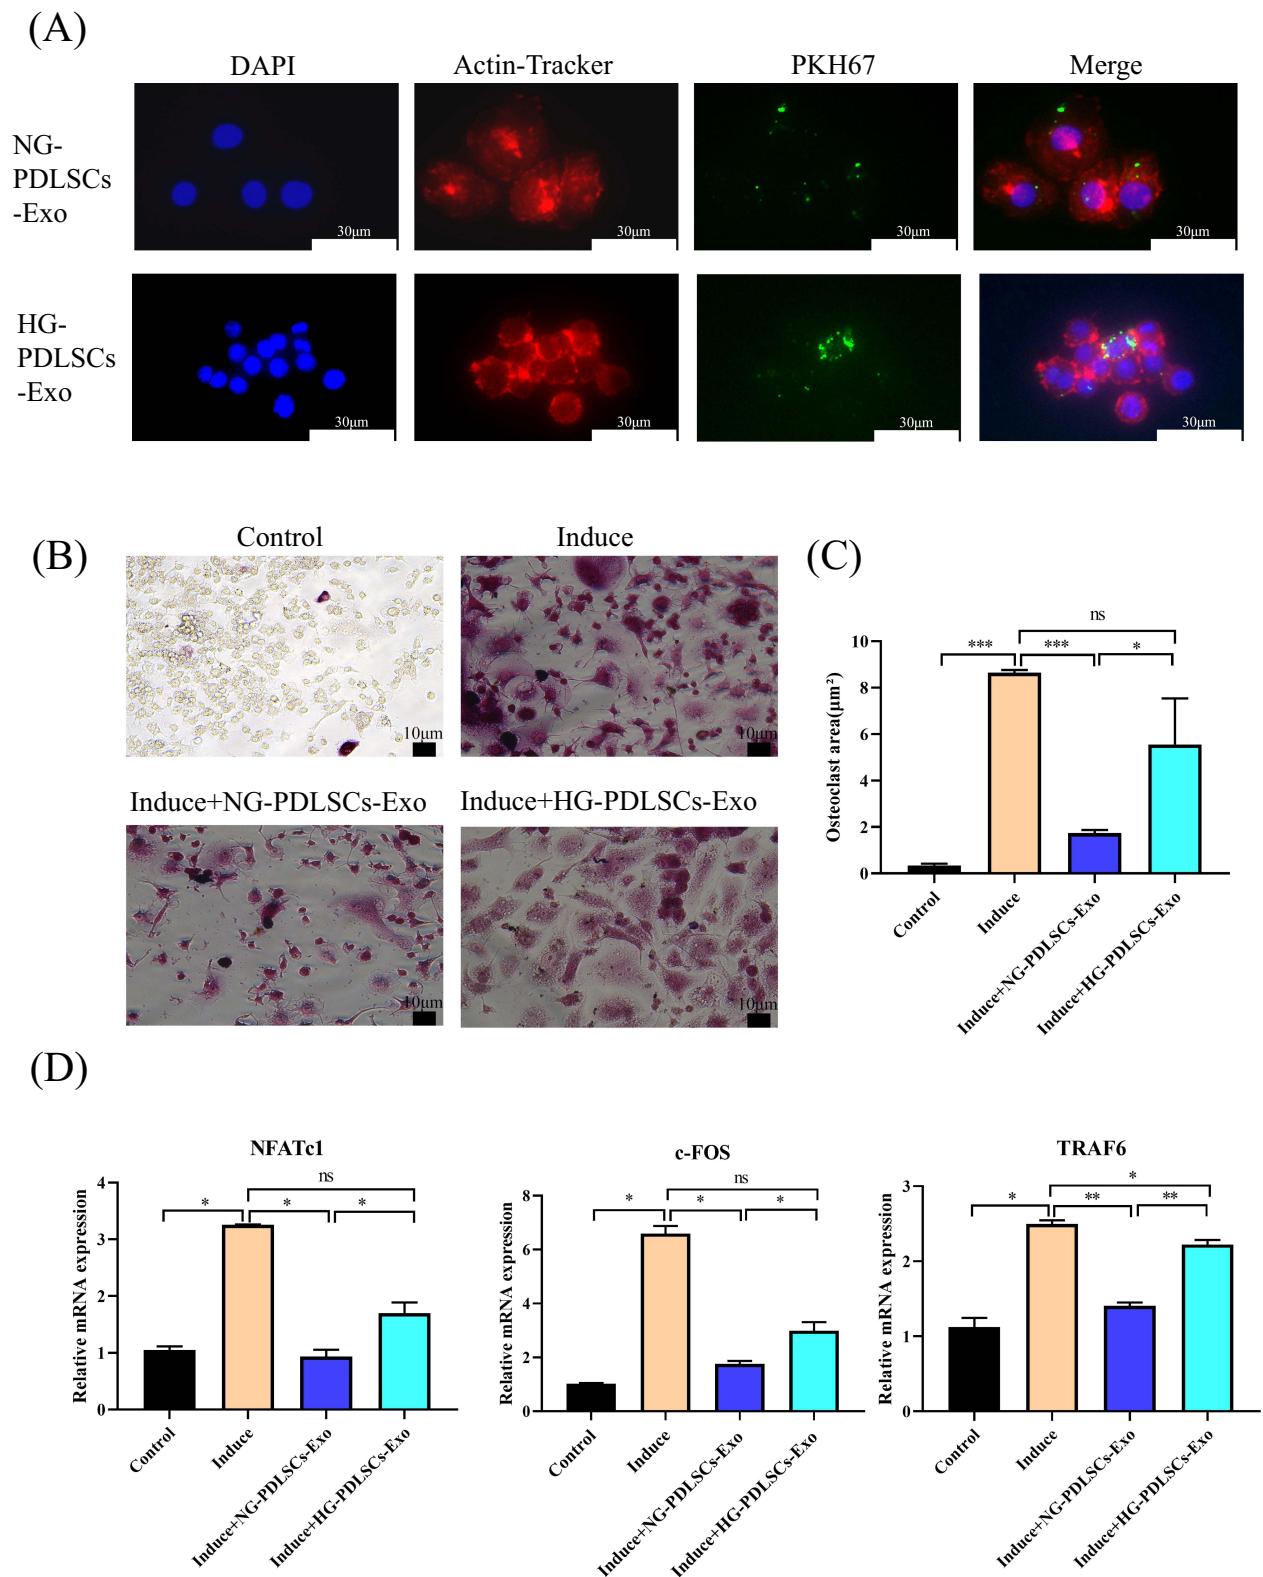 (A)
DAPI Actin-Tracker PKH67 Merge
NG-
PDLSCs
-Exo
30μm 30μm 30μm 30μm
HG-
PDLSCs
-Exo
30μm 30μm 30μm 30μm
(B)
Control Induce
10μm 10μm
Induce+NG-PDLSCs-Exo Induce+HG-PDLSCs-Exo
10μm 10μm
(C)
ns
*** *** *
Osteoclast area(μm²)
10
8
6
4
2
0
Control
Induce
Induce+NG-PDLSCs-Exo
Induce+HG-PDLSCs-Exo
(D)
NFATc1
ns
* * *
Relative mRNA expression
4
3
2
1
0
Control
Induce
Induce+NG-PDLSCs-Exo
Induce+HG-PDLSCs-Exo
c-FOS
ns
* * *
Relative mRNA expression
8
6
4
2
0
Control
Induce
Induce+NG-PDLSCs-Exo
Induce+HG-PDLSCs-Exo
TRAF6
*
* ** **
Relative mRNA expression
3
2
1
0
Control
Induce
Induce+NG-PDLSCs-Exo
Induce+HG-PDLSCs-Exo